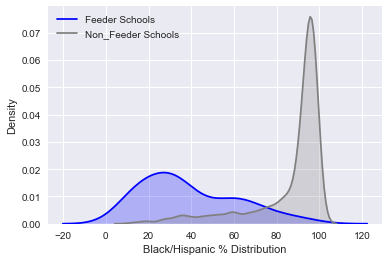 Feeder Schools
Non_Feeder Schools
0.07
0.06
0.05
0.04
0.03
0.02
0.01
0.00
Density
−20 0 20 40 60 80 100 120
Black/Hispanic % Distribution